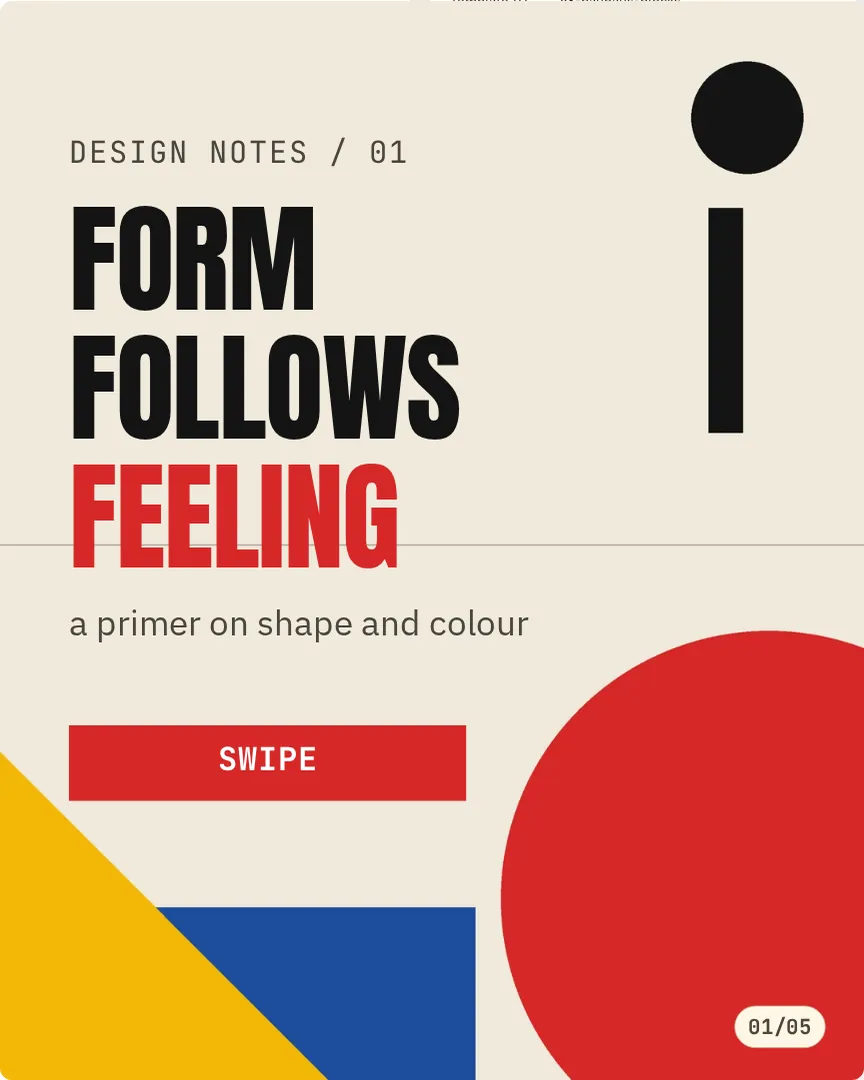 DESIGN NOTES / 01
FORM
FOLLOWS
FEELING
a primer on shape and colour
SWIPE
01/05